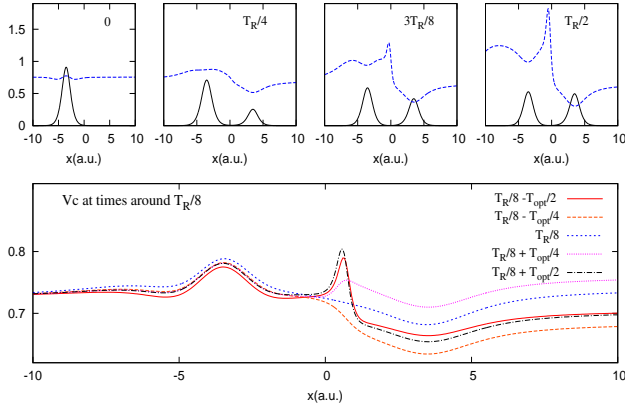 0
T_R/4
3T_R/8
T_R/2
1.5
1
0.5
0
-10 -5 0 5 10
-10 -5 0 5 10
-10 -5 0 5 10
-10 -5 0 5 10
x(a.u.)
x(a.u.)
x(a.u.)
x(a.u.)
Vc at times around T_R/8
T_R/8 -T_opt/2
T_R/8 - T_opt/4
T_R/8
T_R/8 + T_opt/4
T_R/8 + T_opt/2
0.8
0.7
-10 -5 0 5 10
x(a.u.)